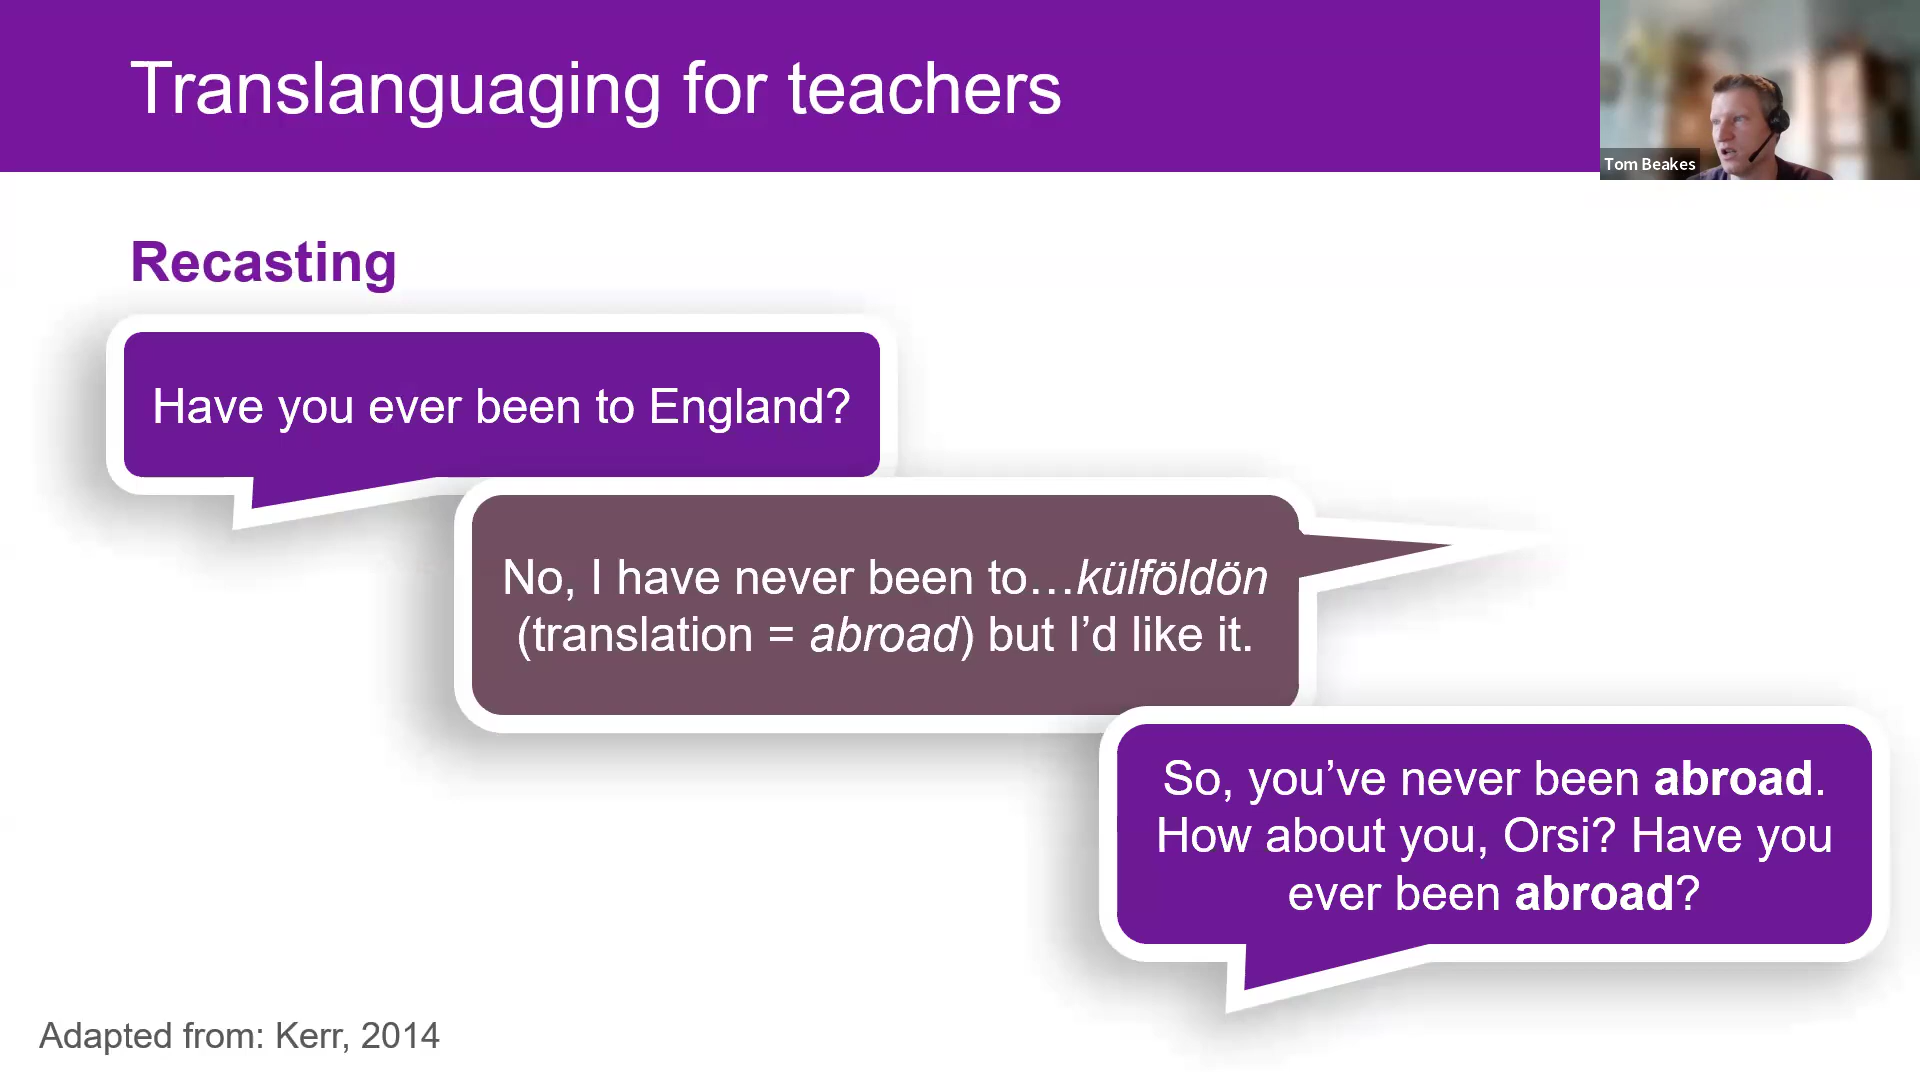 Translanguaging for teachers
Tom Beakes
Recasting
Have you ever been to England?
No, I have never been to…külföldön
(translation = abroad) but I’d like it.
So, you’ve never been abroad.
How about you, Orsi? Have you
ever been abroad?
Adapted from: Kerr, 2014